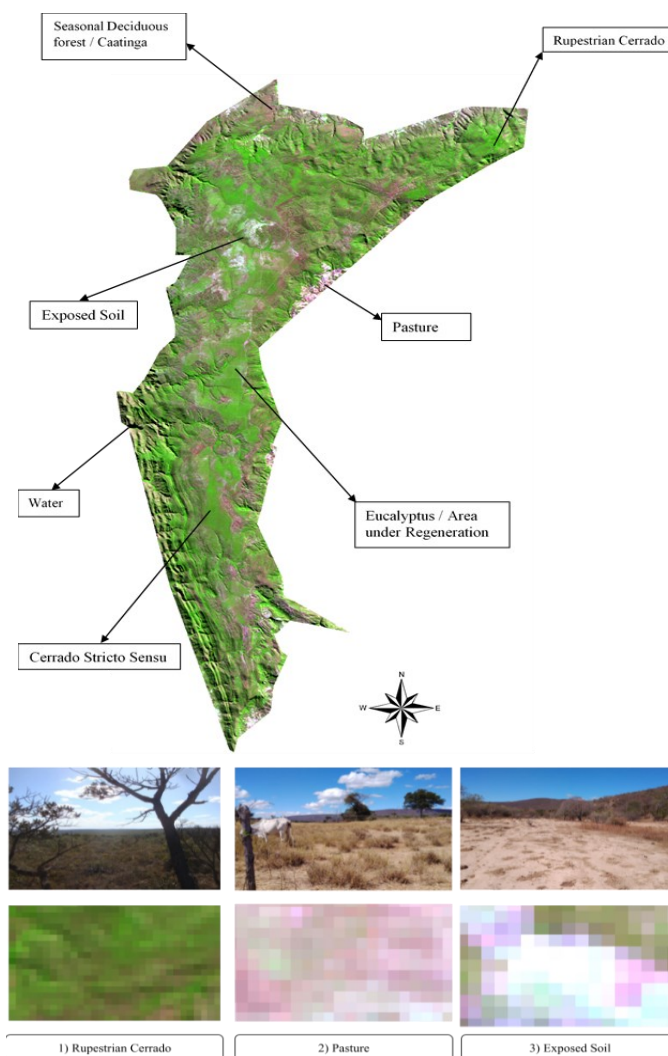 Seasonal Deciduous
forest / Caatinga
Rupestrian Cerrado
Exposed Soil
Pasture
Water
Eucalyptus / Area
under Regeneration
Cerrado Stricto Sensu
N
W E
S
1) Rupestrian Cerrado
2) Pasture
3) Exposed Soil